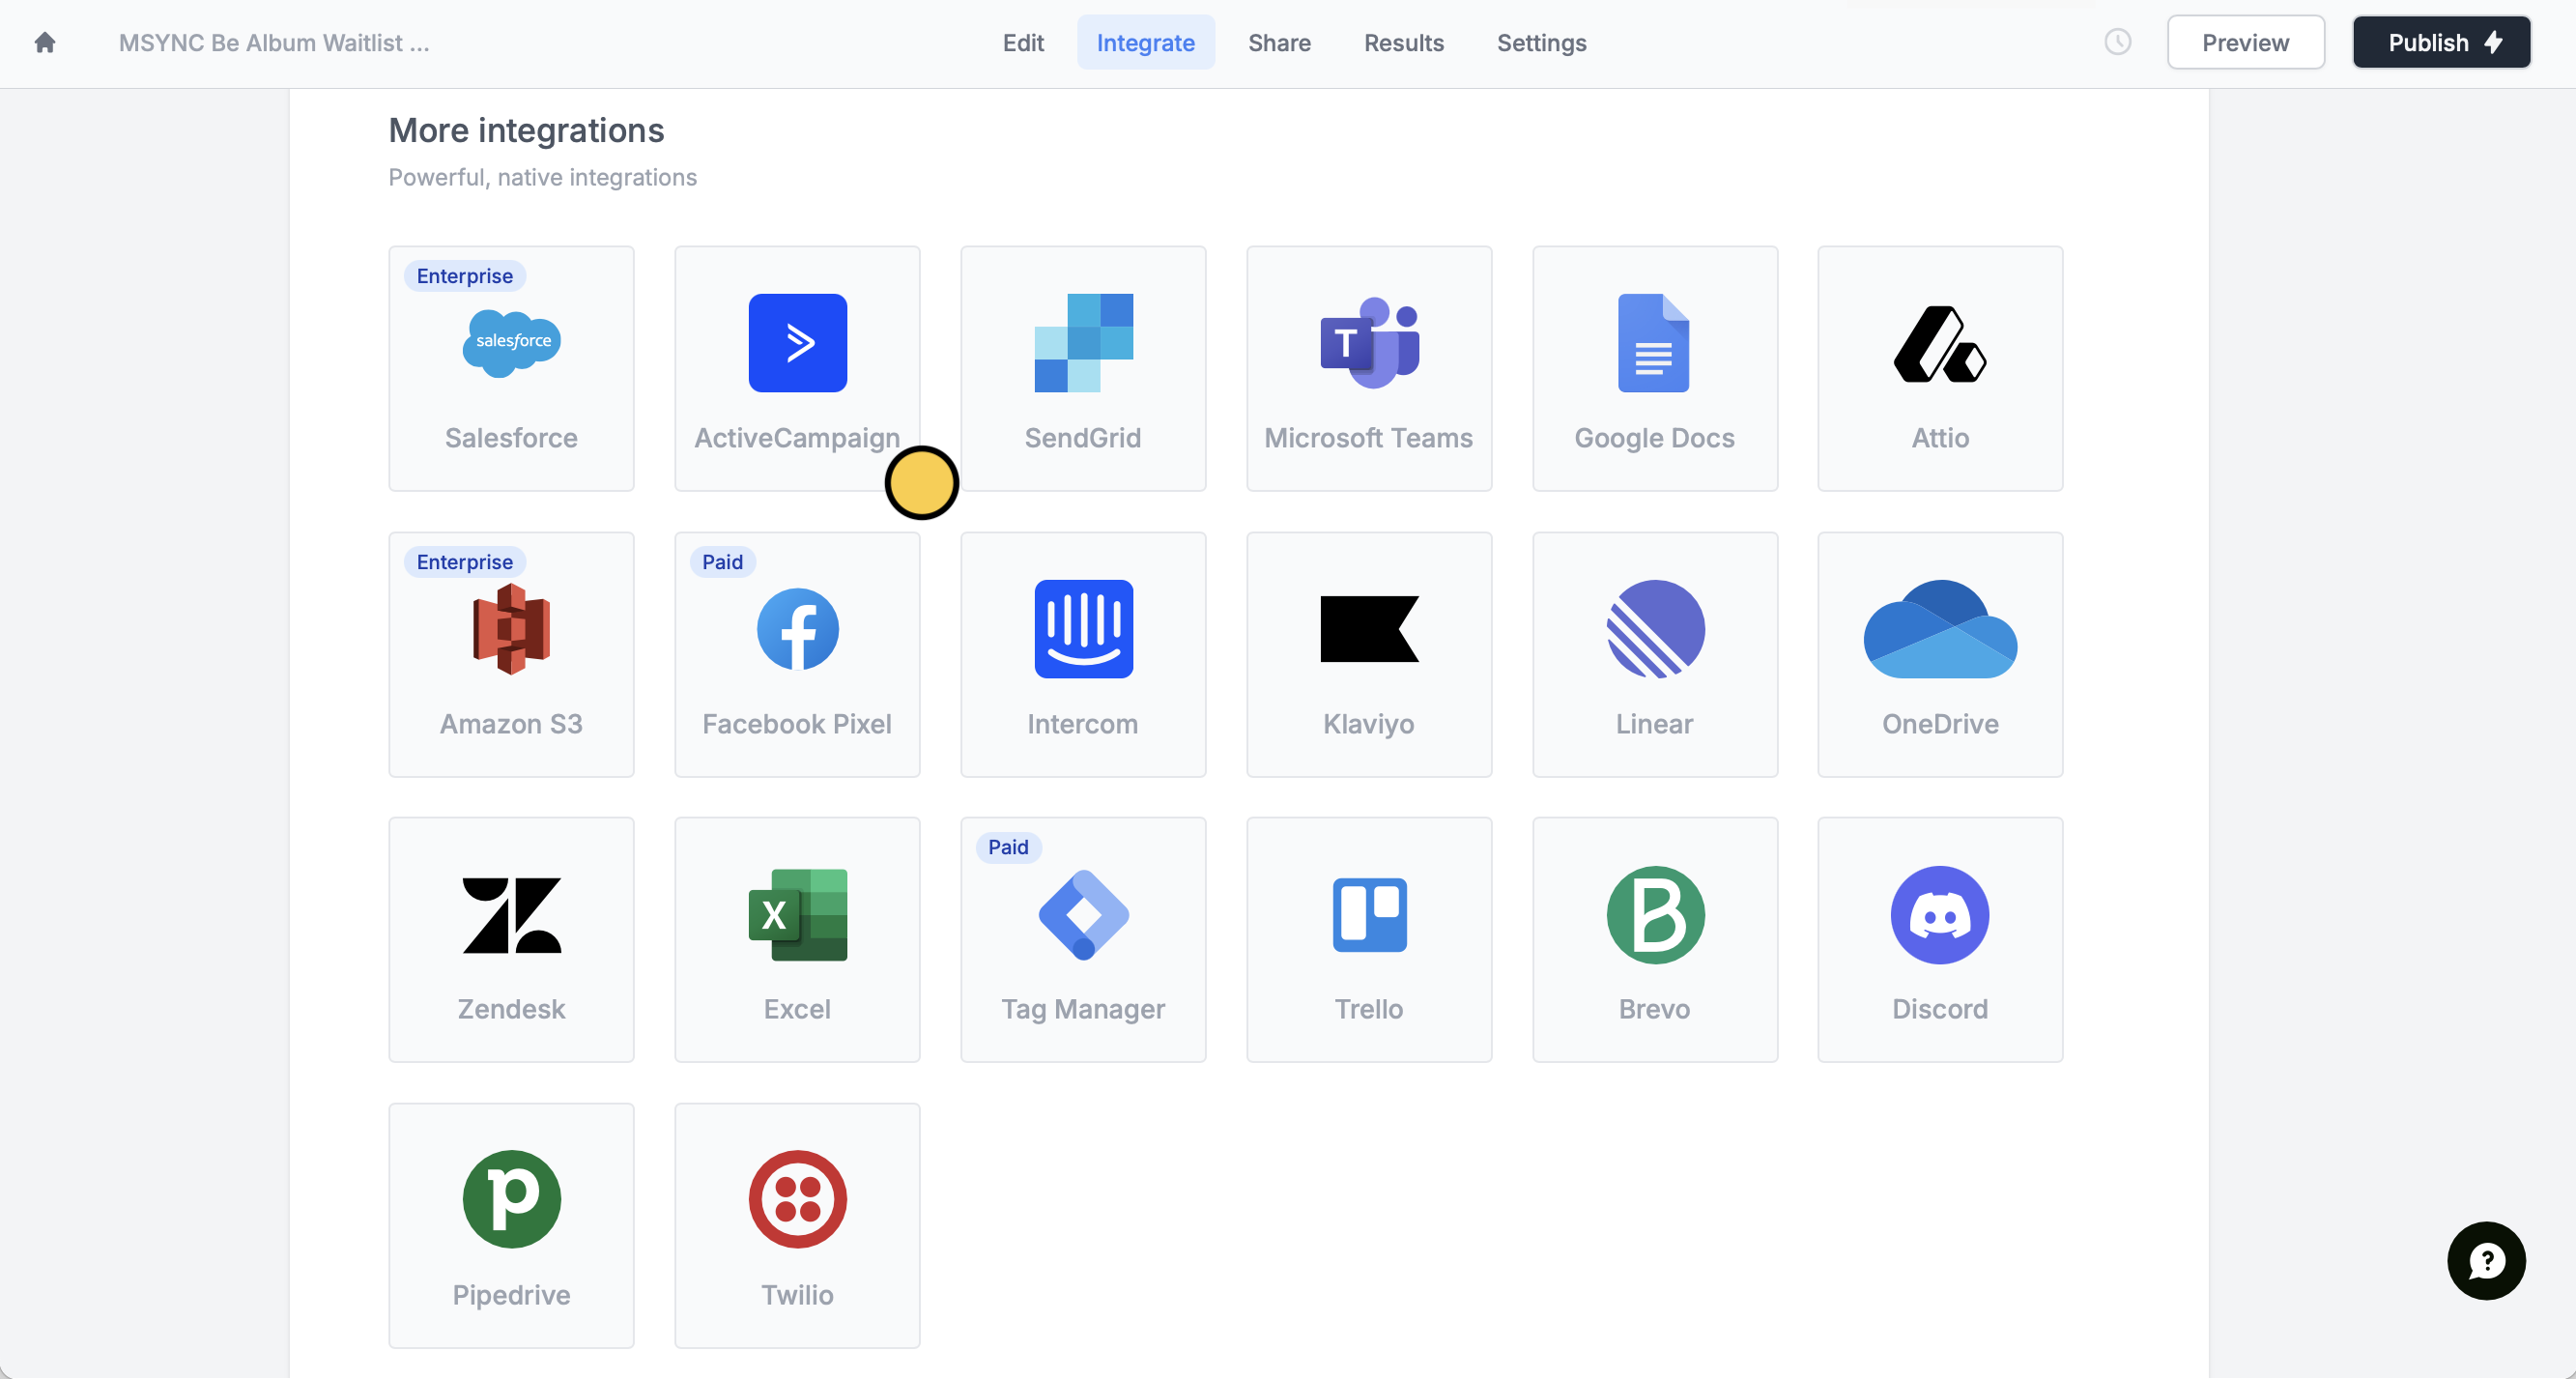 MSYNC Be Album Waitlist ...
Edit
Integrate
Share
Results
Settings
Preview
Publish
More integrations
Powerful, native integrations
Enterprise
salesforce
Salesforce
ActiveCampaign
SendGrid
T
Microsoft Teams
Google Docs
Attio
Enterprise
Amazon S3
Paid
f
Facebook Pixel
Intercom
Klaviyo
Linear
OneDrive
Zendesk
X
Excel
Paid
Tag Manager
Trello
B
Brevo
Discord
p
Pipedrive
Twilio
?